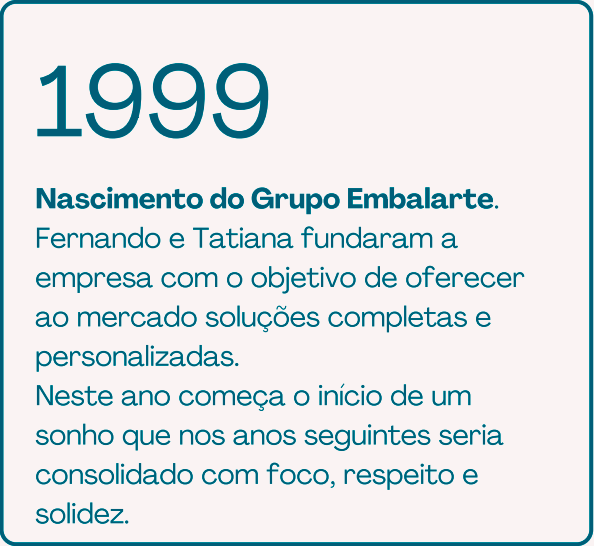 1999
Nascimento do Grupo Embalarte.
Fernando e Tatiana fundaram a
empresa com o objetivo de oferecer
ao mercado soluções completas e
personalizadas.
Neste ano começa o início de um
sonho que nos anos seguintes seria
consolidado com foco, respeito e
solidez.